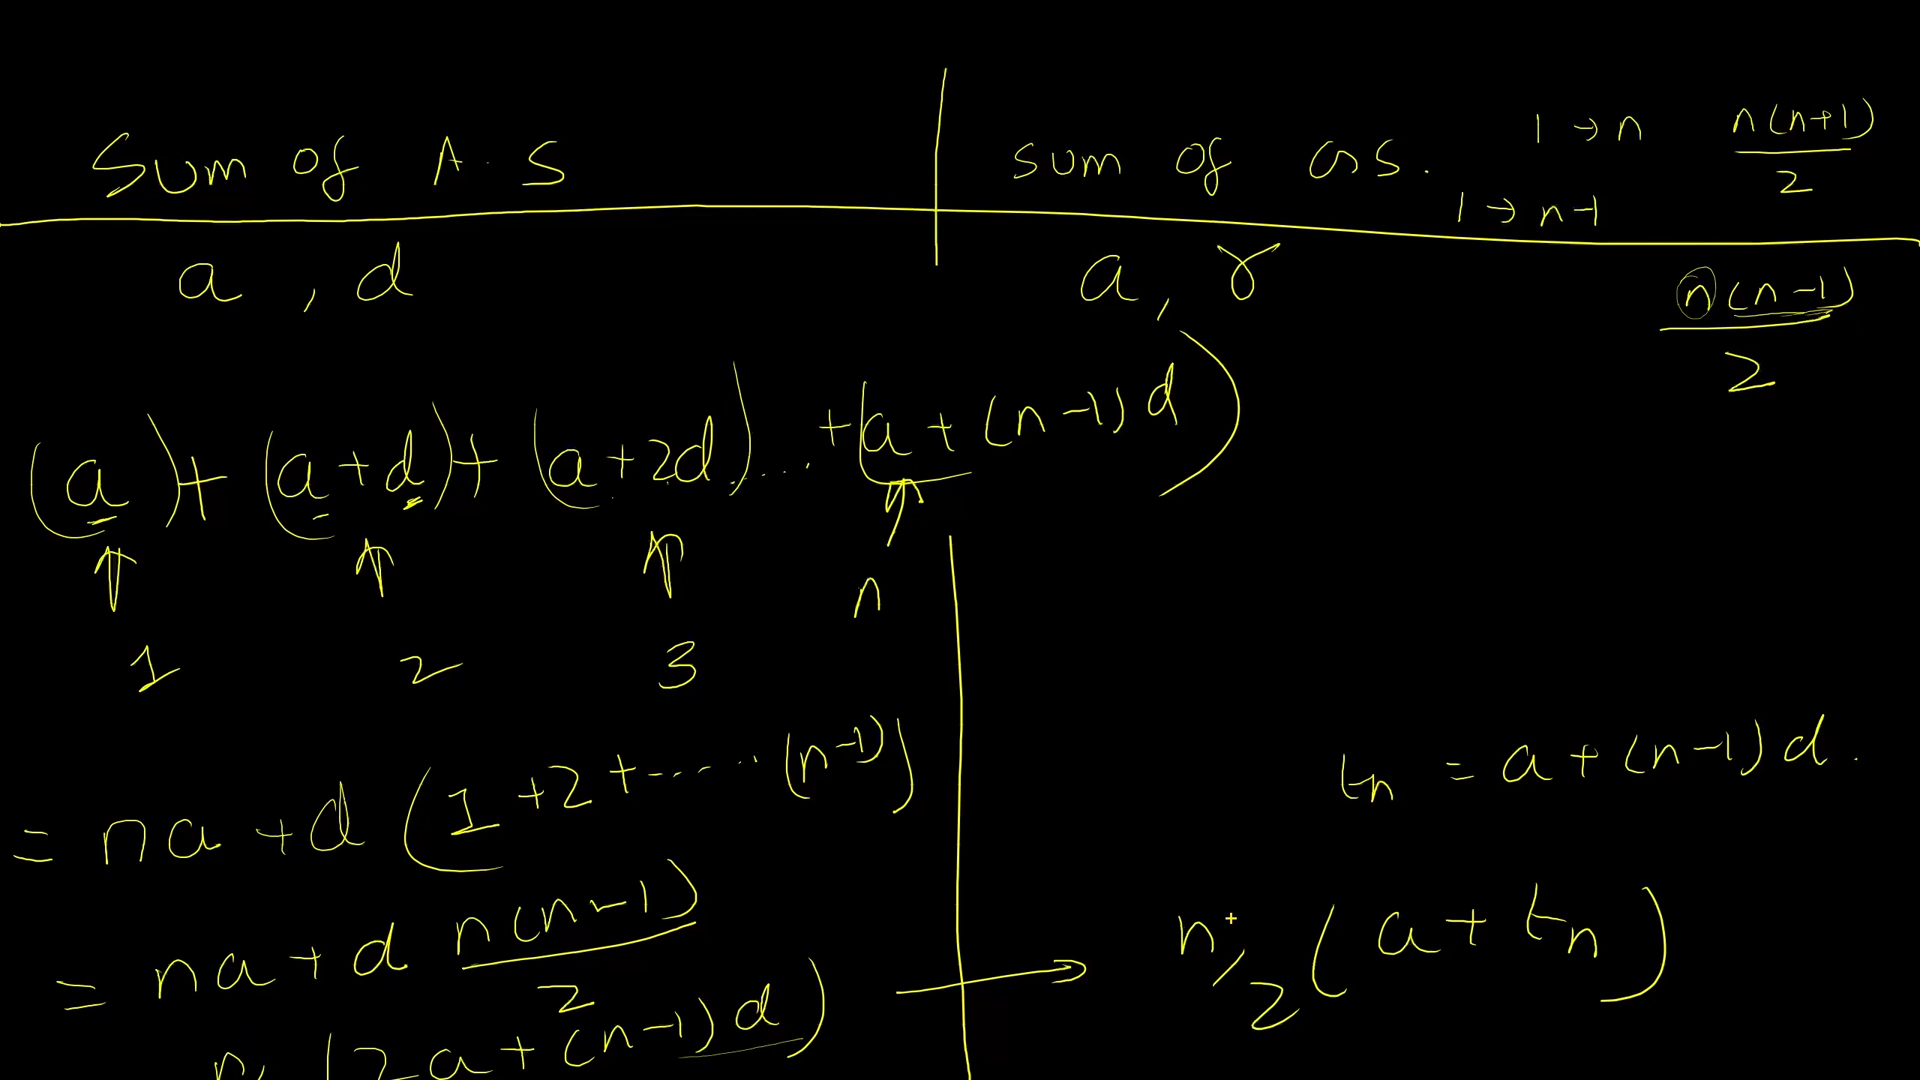 Sum of A.S
sum of GS.
1 → n n(n+1)/2
1 → n-1 n(n-1)/2
a , d
a, r
(a) + (a + d) + (a + 2d) .... + (a + (n-1)d)
1 2 3 n
= na + d (1 + 2 + ...... (n-1))
= na + d n(n-1)/2
(2a + (n-1)d)
tn = a + (n-1)d.
→ n/2 (a + tn)